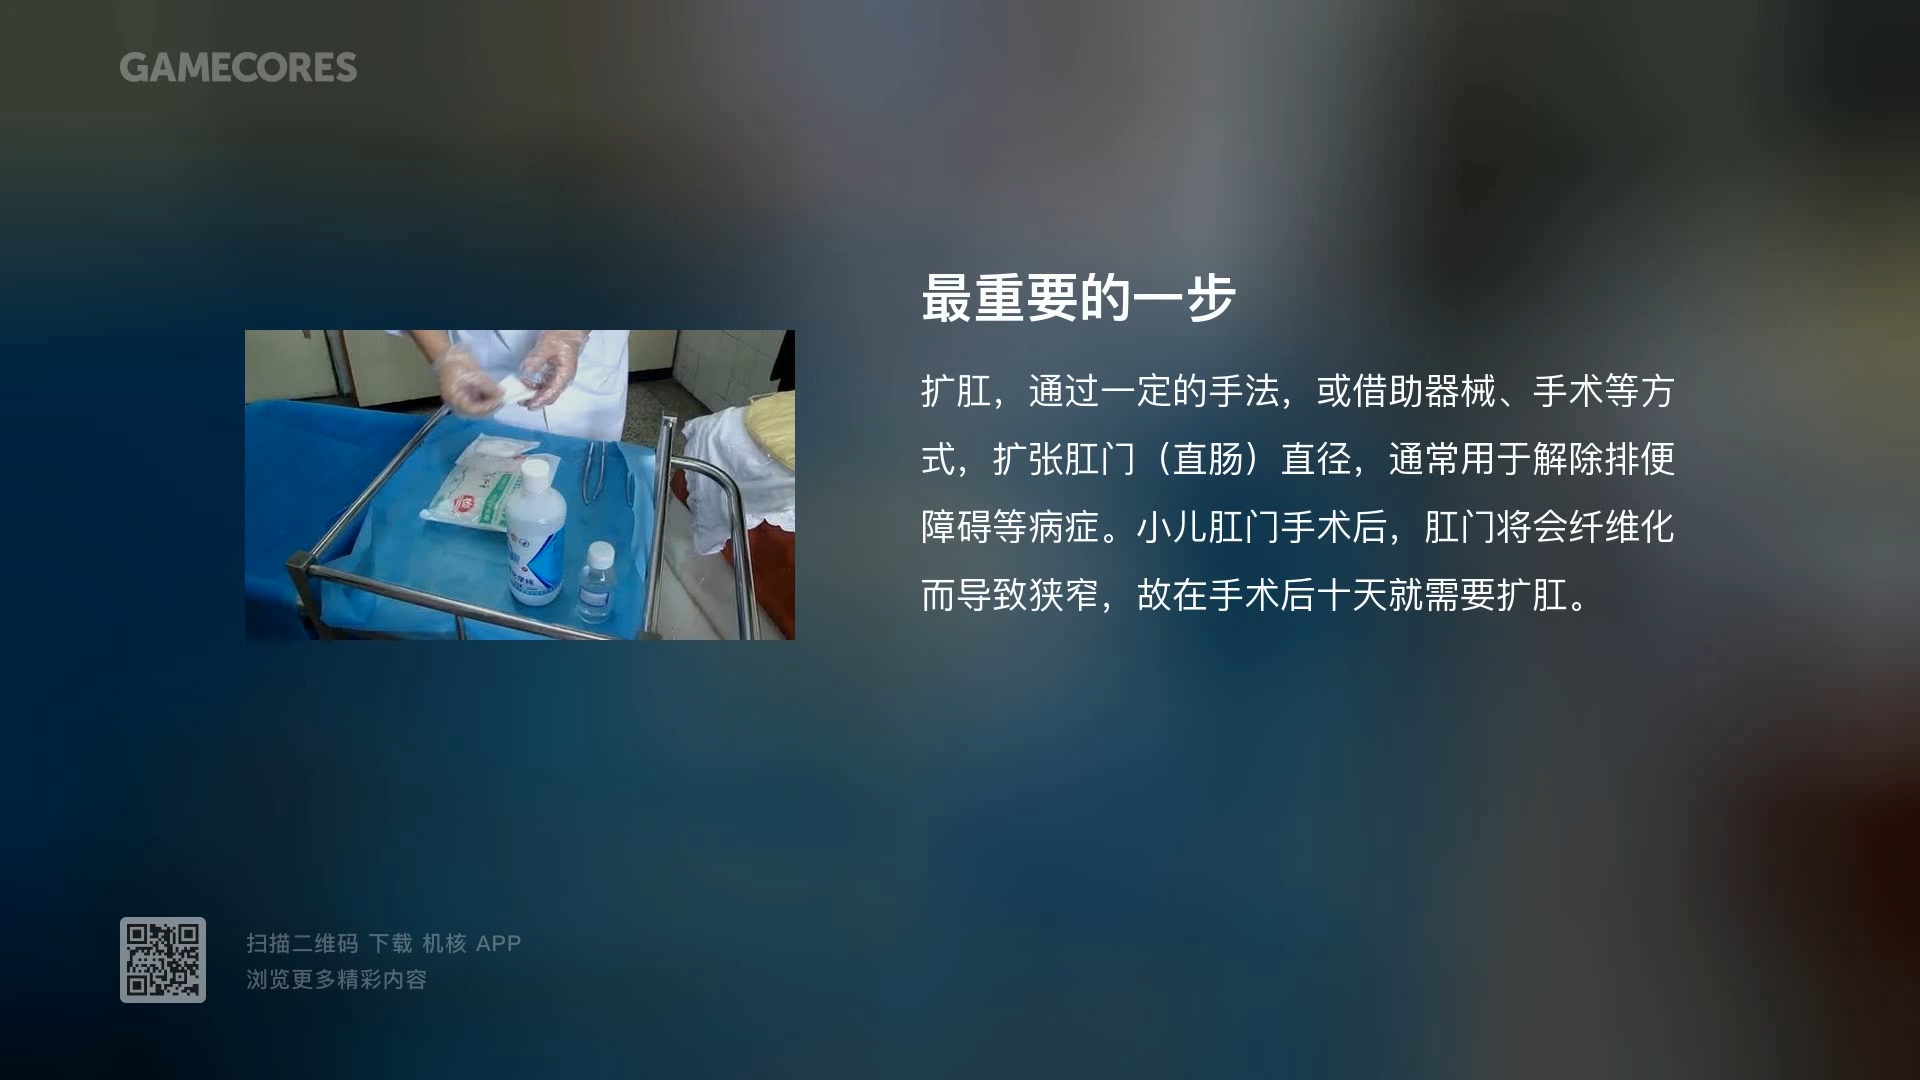 GAMECORES
最重要的一步
扩肛，通过一定的手法，或借助器械、手术等方
式，扩张肛门（直肠）直径，通常用于解除排便
障碍等病症。小儿肛门手术后，肛门将会纤维化
而导致狭窄，故在手术后十天就需要扩肛。
扫描二维码 下载 机核 APP
浏览更多精彩内容